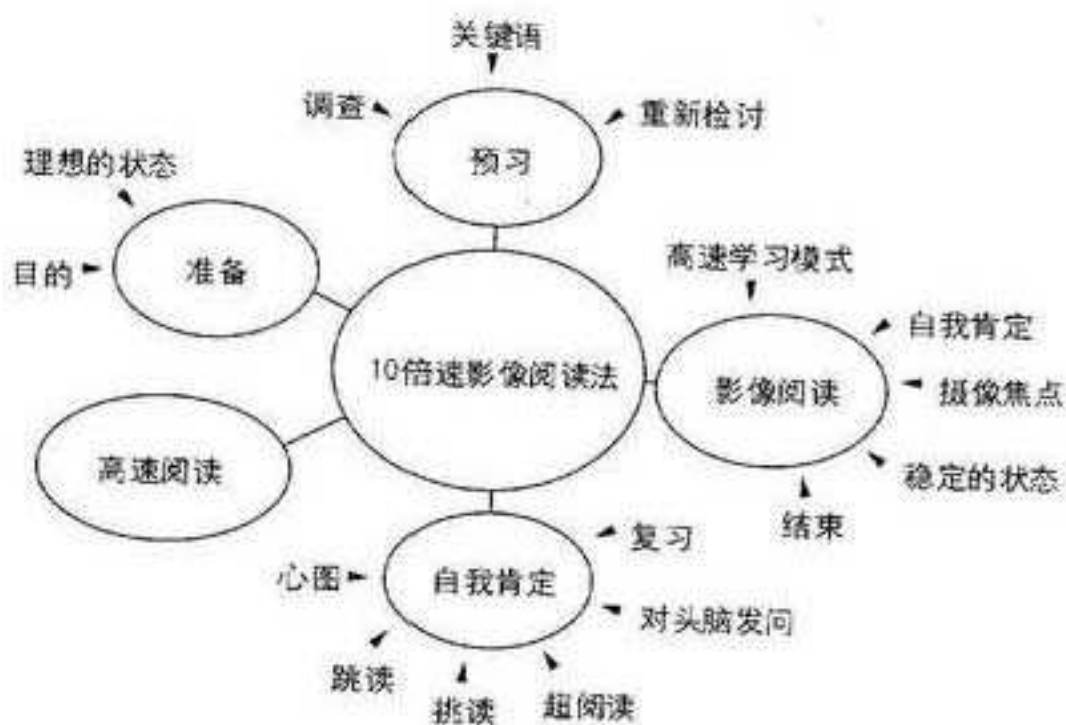 关键语
调查
重新检讨
预习
理想的状态
目的
准备
高速学习模式
自我肯定
10倍速影像阅读法
影像阅读
摄像焦点
高速阅读
稳定的状态
结束
复习
心图
自我肯定
对头脑发问
跳读
挑读
超阅读